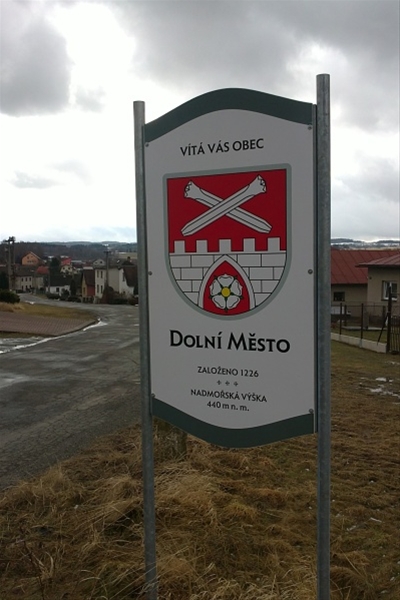 VÍTÁ VÁS OBEC
DOLNÍ MĚSTO
ZALOŽENO 1226
NADMOŘSKÁ VÝŠKA
440 m n. m.